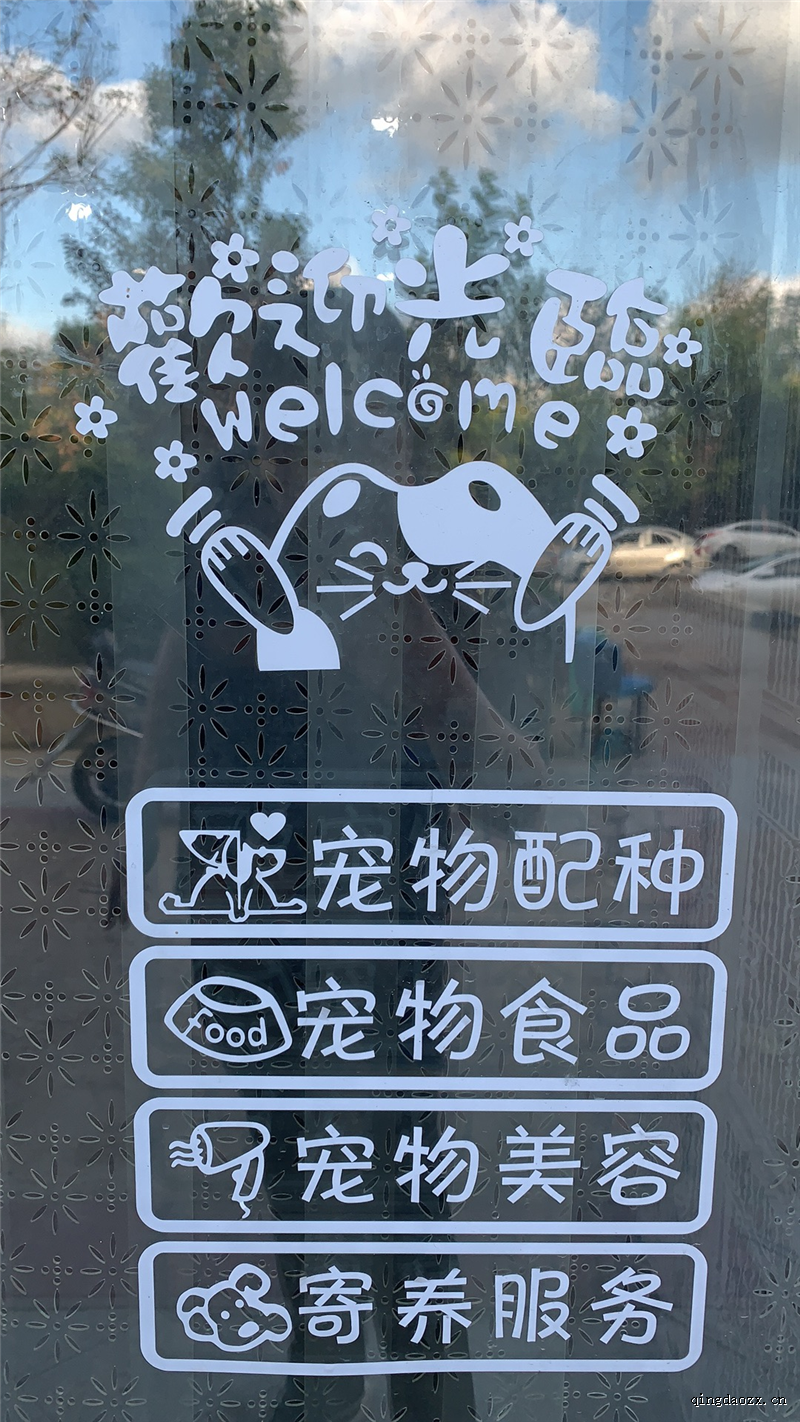 歡迎光臨
welcome
宠物配种
food
宠物食品
宠物美容
寄养服务
qingdaozx.cn